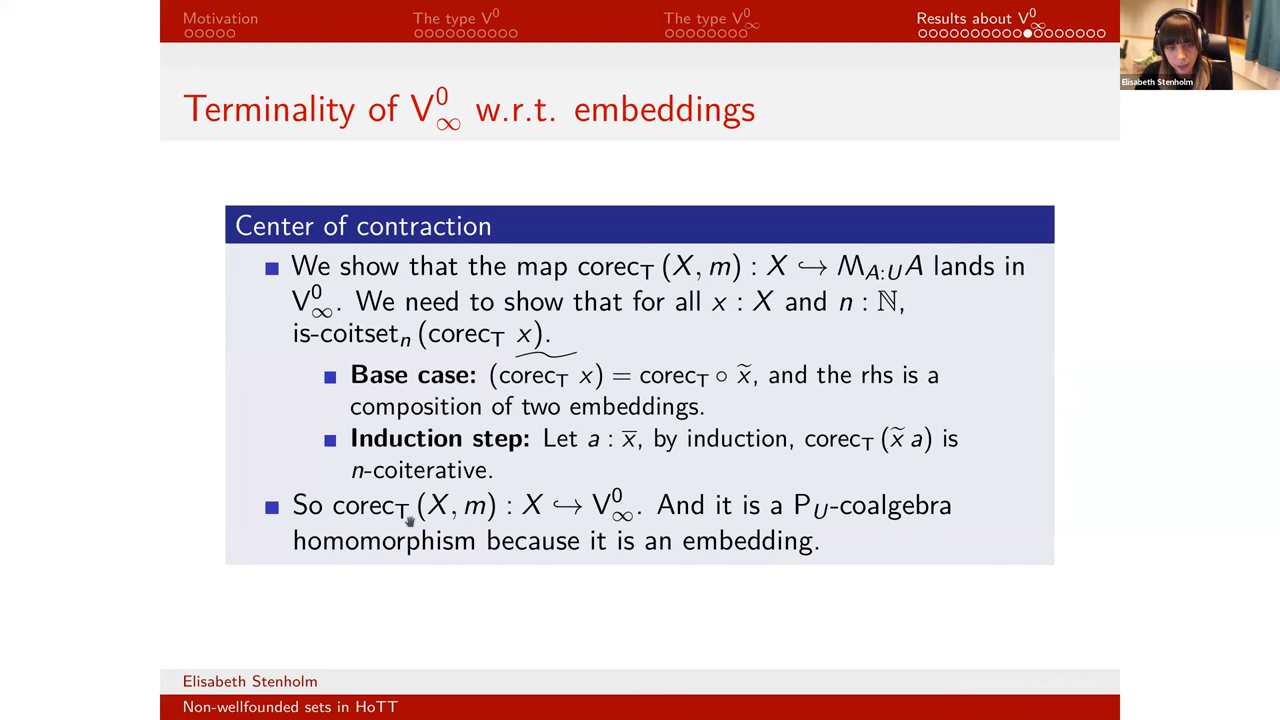 Motivation
The type V⁰
The type V⁰∞
Results about V⁰∞
Elisabeth Stenholm
Terminality of V⁰∞ w.r.t. embeddings
Center of contraction
We show that the map corec_T (X, m) : X ↪ M_{A:U}A lands in
V⁰∞. We need to show that for all x : X and n : ℕ,
is-coitsetₙ (corec_T x).
Base case: (corec_T x)~ = corec_T ∘ x̃, and the rhs is a
composition of two embeddings.
Induction step: Let a : x̄, by induction, corec_T (x̃ a) is
n-coiterative.
So corec_T (X, m) : X ↪ V⁰∞. And it is a P_U-coalgebra
homomorphism because it is an embedding.
Elisabeth Stenholm
Non-wellfounded sets in HoTT